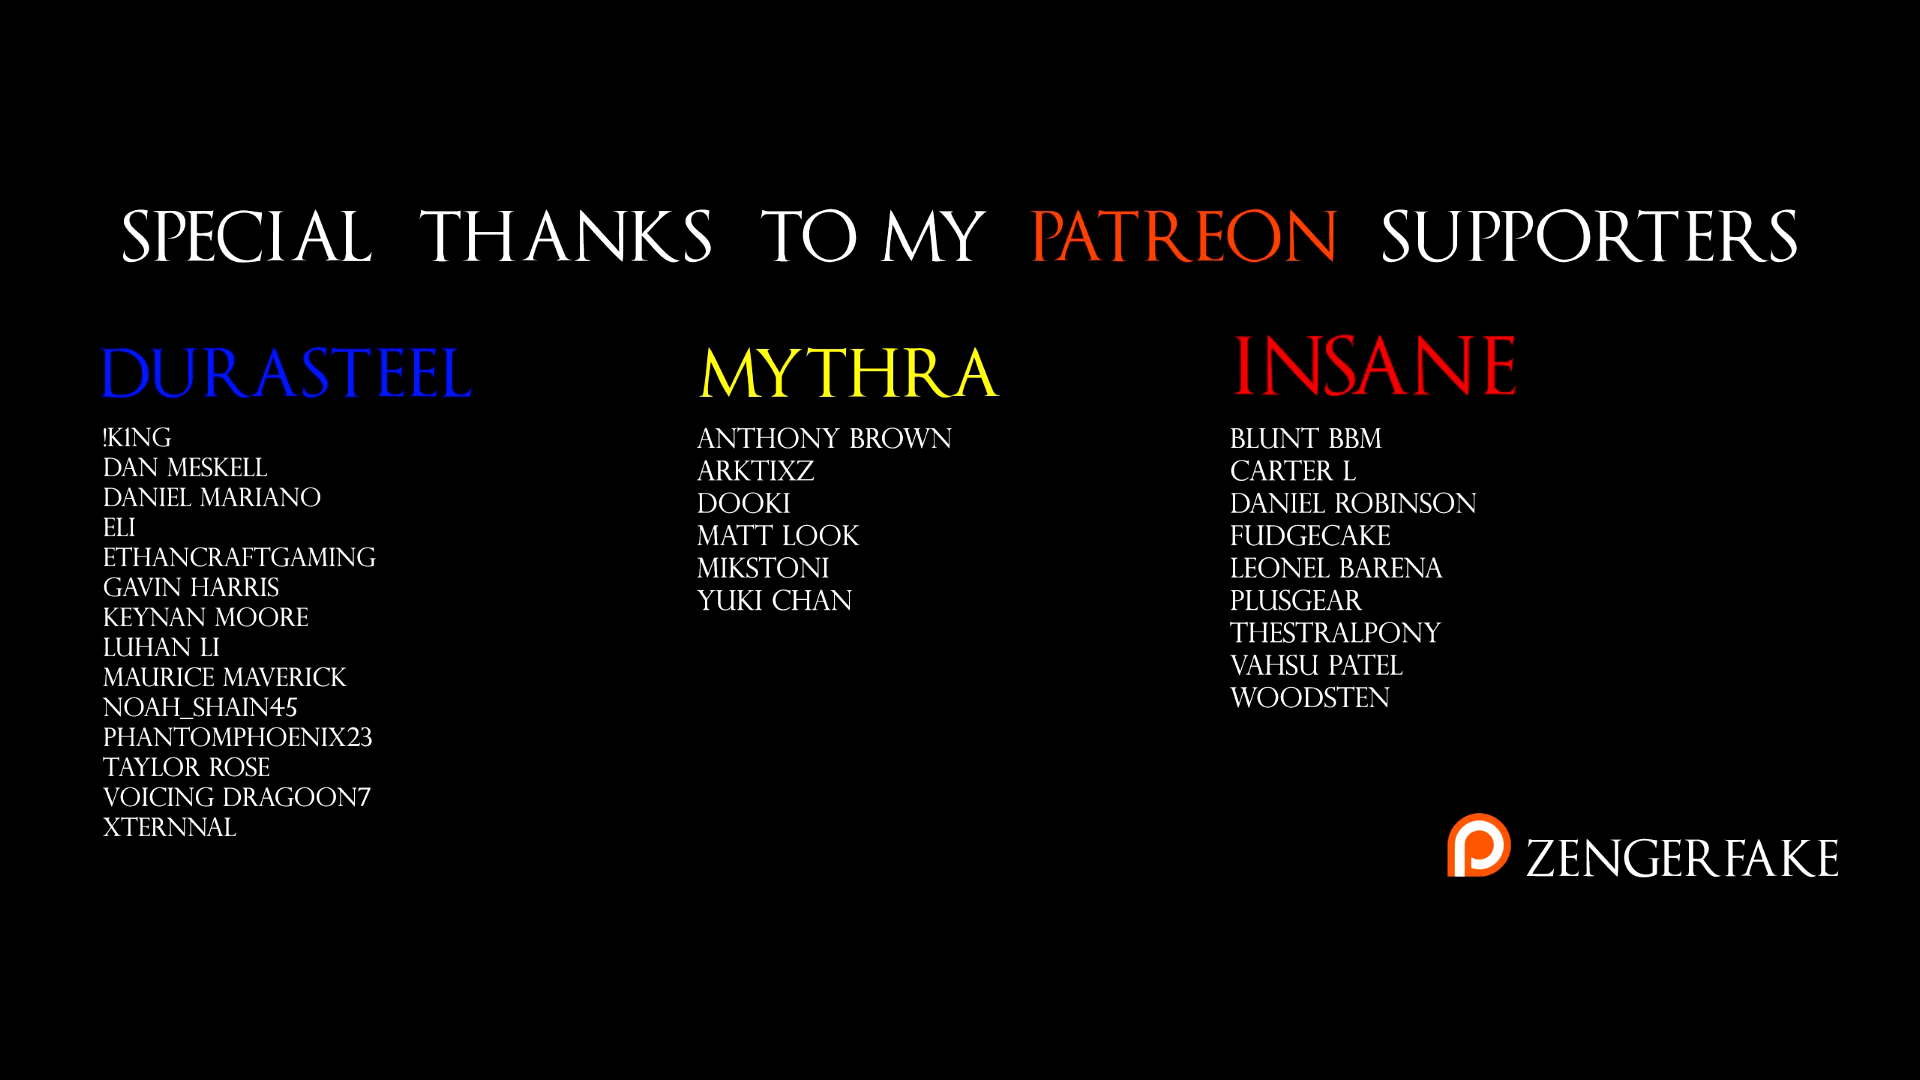 SPECIAL THANKS TO MY PATREON SUPPORTERS
DURASTEEL
!K1NG
DAN MESKELL
DANIEL MARIANO
ELI
ETHANCRAFTGAMING
GAVIN HARRIS
KEYNAN MOORE
LUHAN LI
MAURICE MAVERICK
NOAH_SHAIN45
PHANTOMPHOENIX23
TAYLOR ROSE
VOICING DRAGOON7
XTERNNAL
MYTHRA
ANTHONY BROWN
ARKTIXZ
DOOKI
MATT LOOK
MIKSTONI
YUKI CHAN
INSANE
BLUNT BBM
CARTER L
DANIEL ROBINSON
FUDGECAKE
LEONEL BARENA
PLUSGEAR
THESTRALPONY
VAHSU PATEL
WOODSTEN
ZENGERFAKE